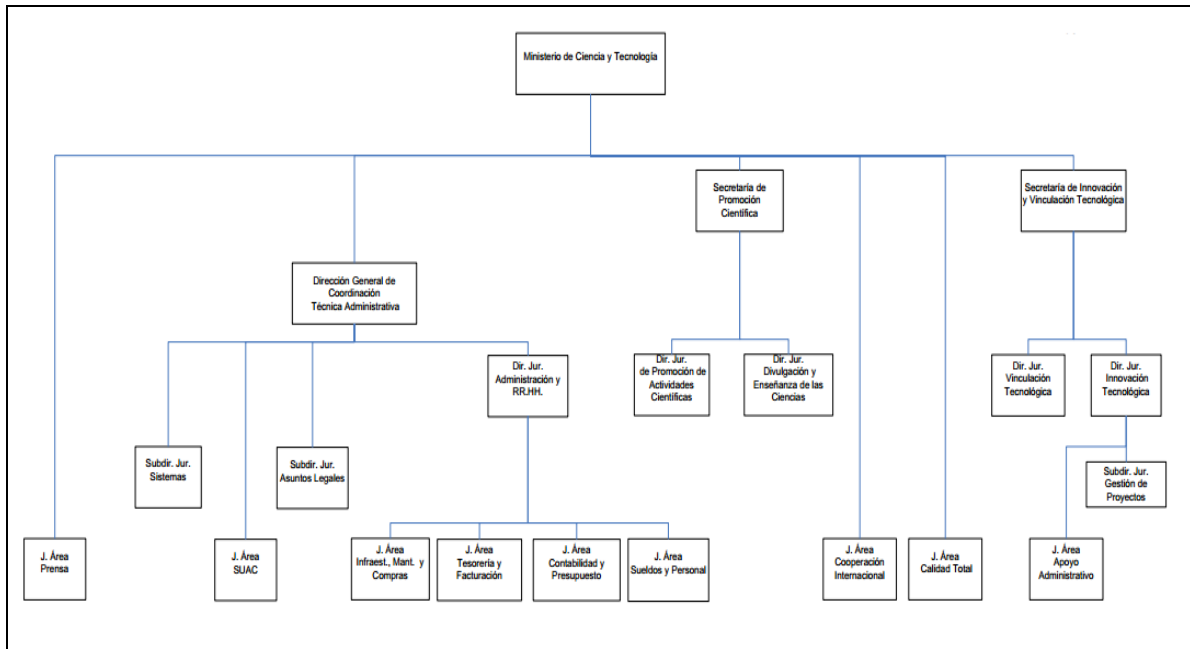 Ministerio de Ciencia y Tecnología
Secretaría de
Promoción
Científica
Secretaría de Innovación
y Vinculación Tecnológica
Dirección General de
Coordinación
Técnica Administrativa
Dir. Jur.
Administración y
RR.HH.
Dir. Jur.
de Promoción de
Actividades
Científicas
Dir. Jur.
Divulgación y
Enseñanza de las
Ciencias
Dir. Jur.
Vinculación
Tecnológica
Dir. Jur.
Innovación
Tecnológica
Subdir. Jur.
Sistemas
Subdir. Jur.
Asuntos Legales
Subdir. Jur.
Gestión de
Proyectos
J. Área
Prensa
J. Área
SUAC
J. Área
Infraest., Mant. y
Compras
J. Área
Tesorería y
Facturación
J. Área
Contabilidad y
Presupuesto
J. Área
Sueldos y Personal
J. Área
Cooperación
Internacional
J. Área
Calidad Total
J. Área
Apoyo
Administrativo